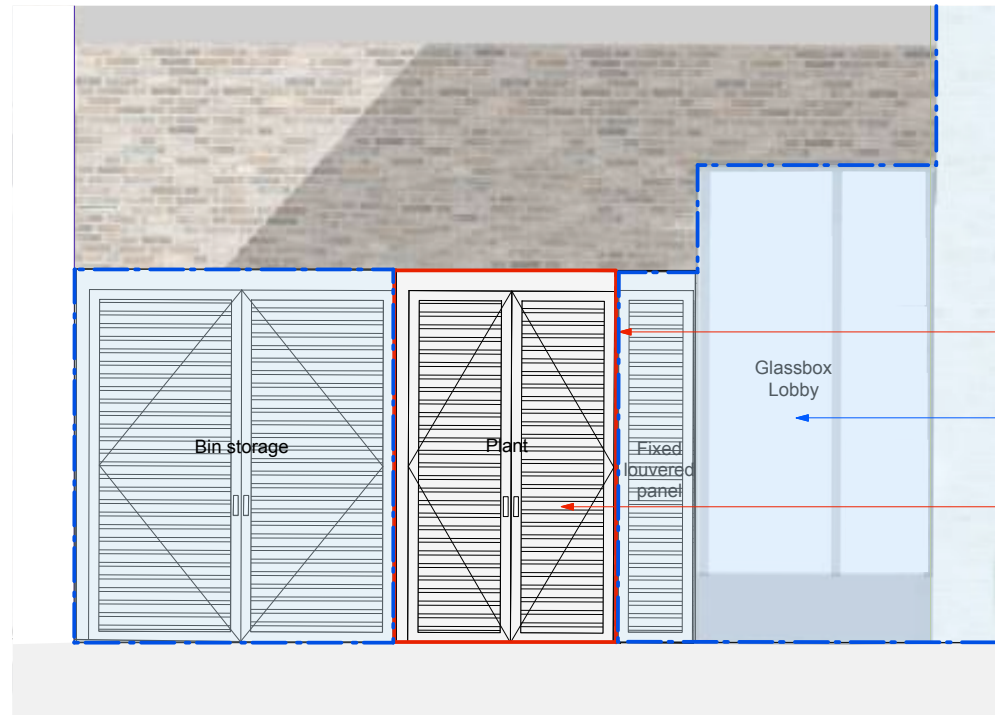 Glassbox
Lobby
Bin storage
Plant
Fixed
louvered
panel